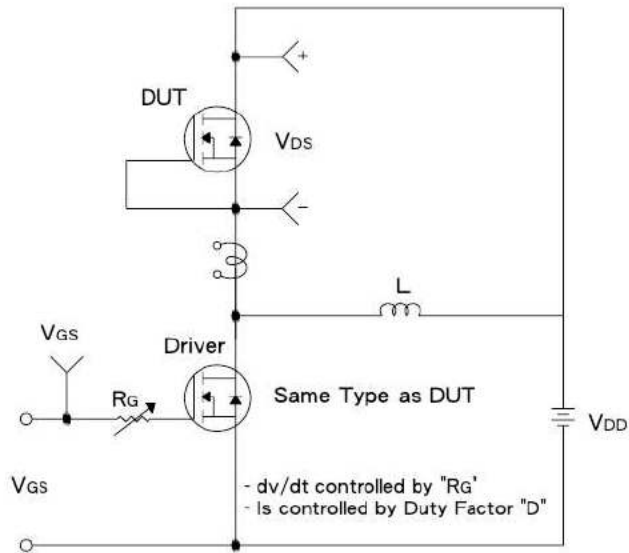 +
DUT
VDS
-
L
VGS
Driver
RG
Same Type as DUT
VDD
VGS
- dv/dt controlled by "RG'
- Is controlled by Duty Factor "D"